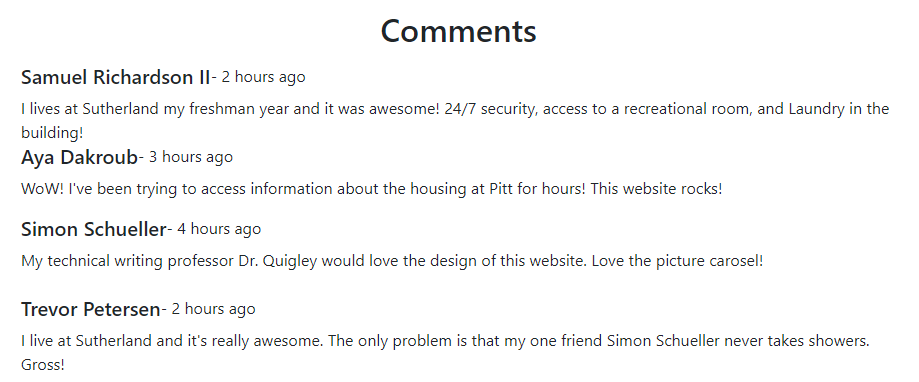 Comments
Samuel Richardson II- 2 hours ago
I lives at Sutherland my freshman year and it was awesome! 24/7 security, access to a recreational room, and Laundry in the
building!
Aya Dakroub- 3 hours ago
WoW! I've been trying to access information about the housing at Pitt for hours! This website rocks!
Simon Schueller- 4 hours ago
My technical writing professor Dr. Quigley would love the design of this website. Love the picture carosel!
Trevor Petersen- 2 hours ago
I live at Sutherland and it's really awesome. The only problem is that my one friend Simon Schueller never takes showers.
Gross!